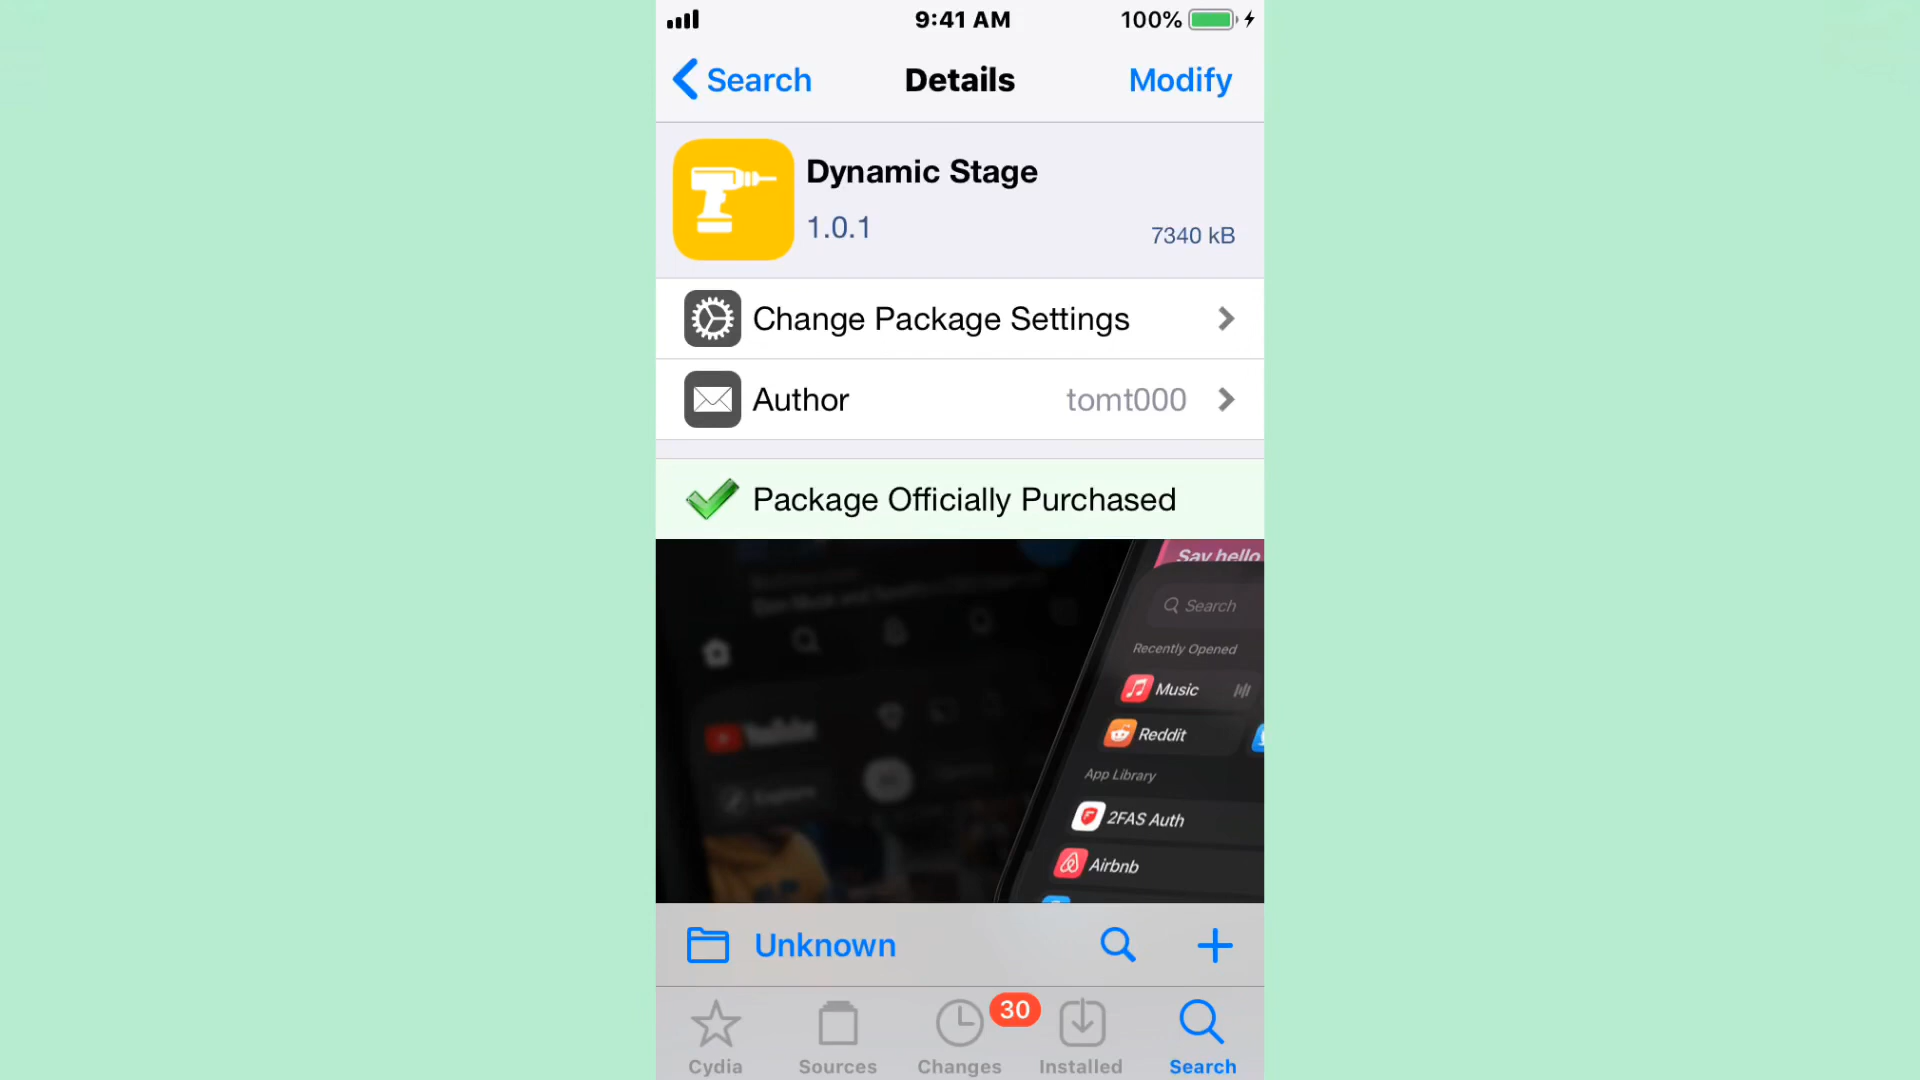 9:41 AM
100%
Search
Details
Modify
Dynamic Stage
1.0.1
7340 kB
Change Package Settings
Author
tomt000
Package Officially Purchased
Say hello
Search
Recently Opened
Music
Reddit
App Library
2FAS Auth
Airbnb
YouTube
Explore
Unknown
30
Cydia
Sources
Changes
Installed
Search